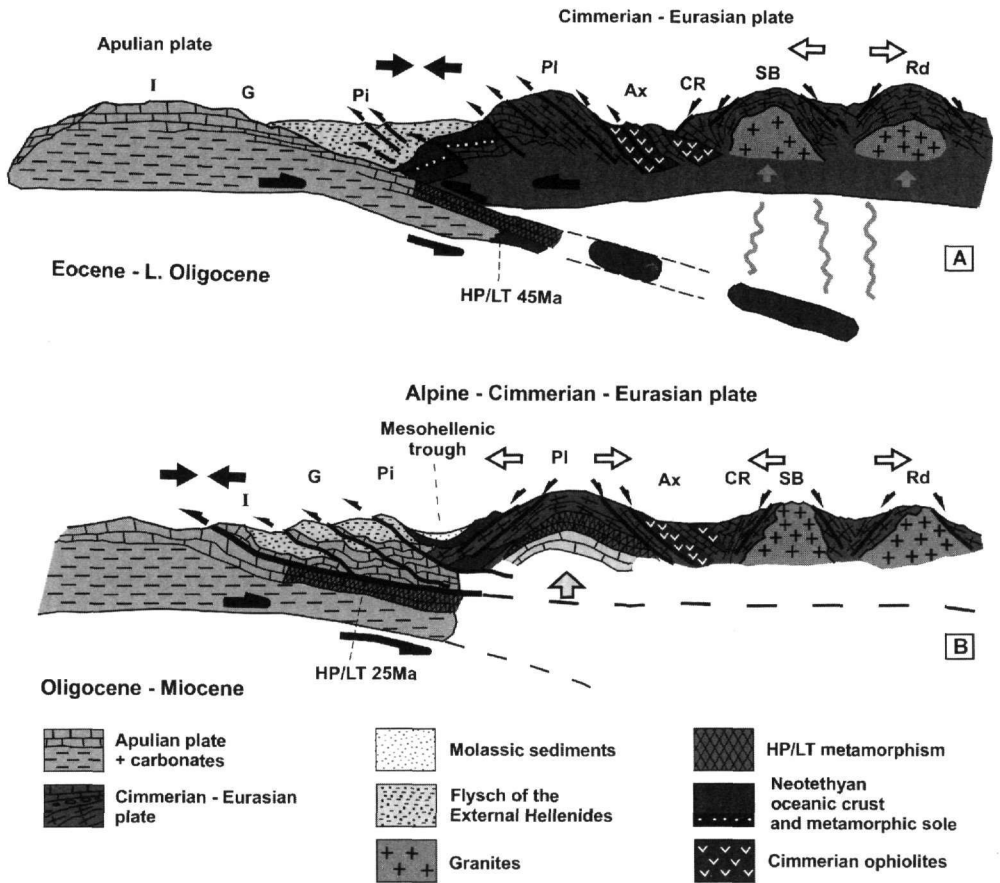 Cimmerian - Eurasian plate
Apulian plate
I G Pi Pl Ax CR SB Rd
A
Eocene - L. Oligocene
HP/LT 45Ma
Alpine - Cimmerian - Eurasian plate
Mesohellenic
trough
I G Pi Pl Ax CR SB Rd
B
HP/LT 25Ma
Oligocene - Miocene
Apulian plate
+ carbonates
Cimmerian - Eurasian
plate
Molassic sediments
Flysch of the
External Hellenides
Granites
HP/LT metamorphism
Neotethyan
oceanic crust
and metamorphic sole
Cimmerian ophiolites